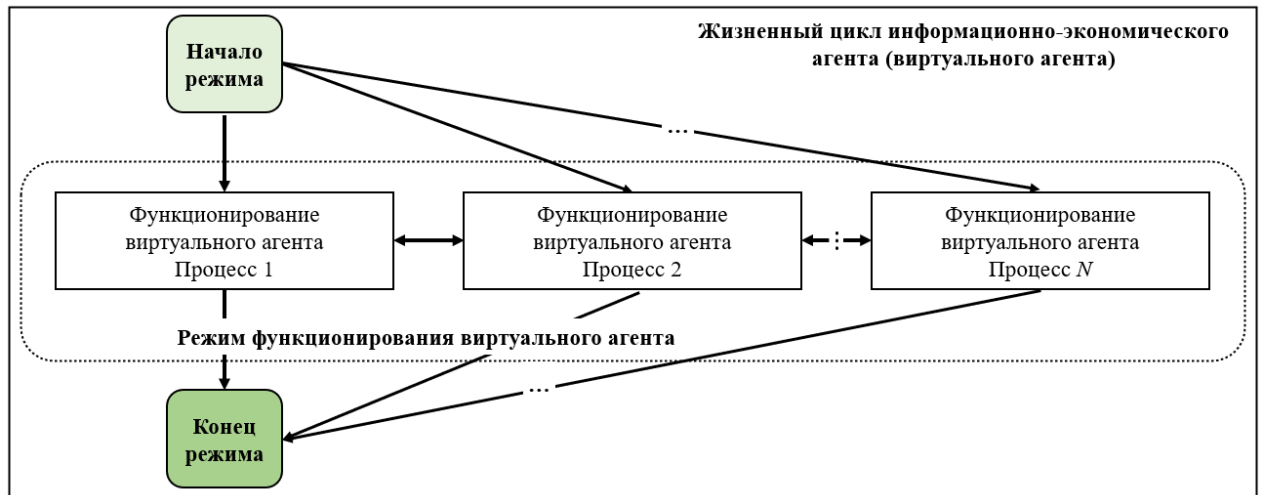 Начало
режима
Жизненный цикл информационно-экономического
агента (виртуального агента)
...
Функционирование
виртуального агента
Процесс 1
Функционирование
виртуального агента
Процесс 2
...
Функционирование
виртуального агента
Процесс N
Режим функционирования виртуального агента
...
Конец
режима